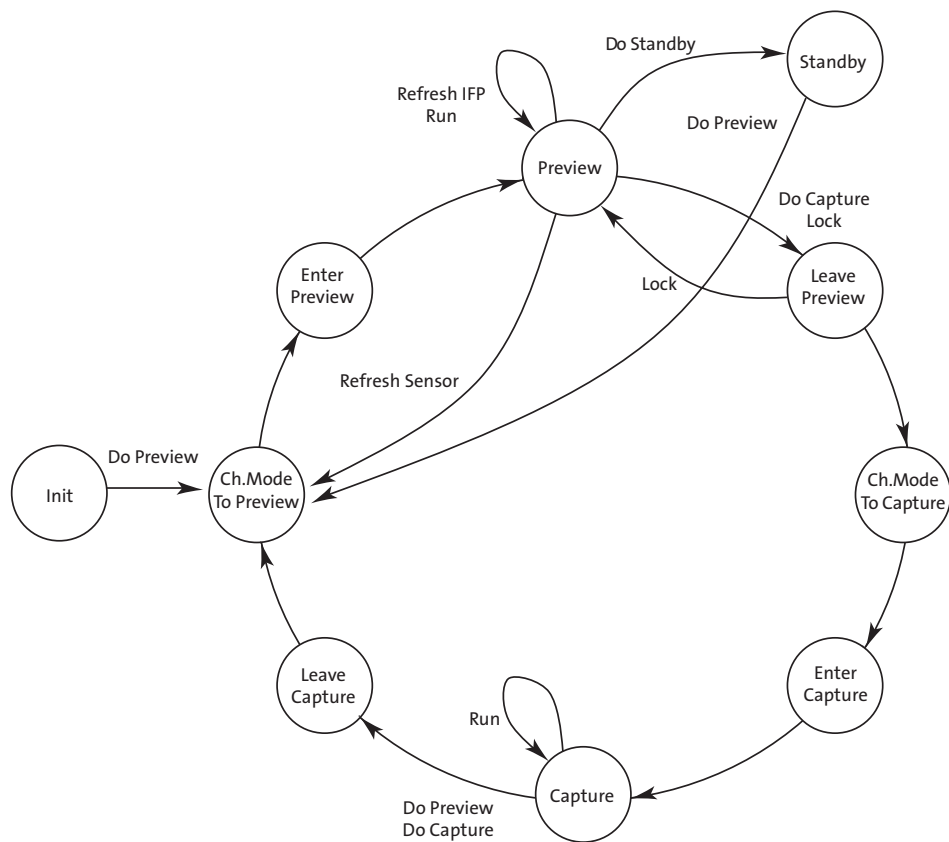 Do Standby
Standby
Refresh IFP
Run
Do Preview
Preview
Do Capture
Lock
Enter
Preview
Lock
Leave
Preview
Refresh Sensor
Do Preview
Init
Ch.Mode
To Preview
Ch.Mode
To Capture
Leave
Capture
Enter
Capture
Run
Capture
Do Preview
Do Capture